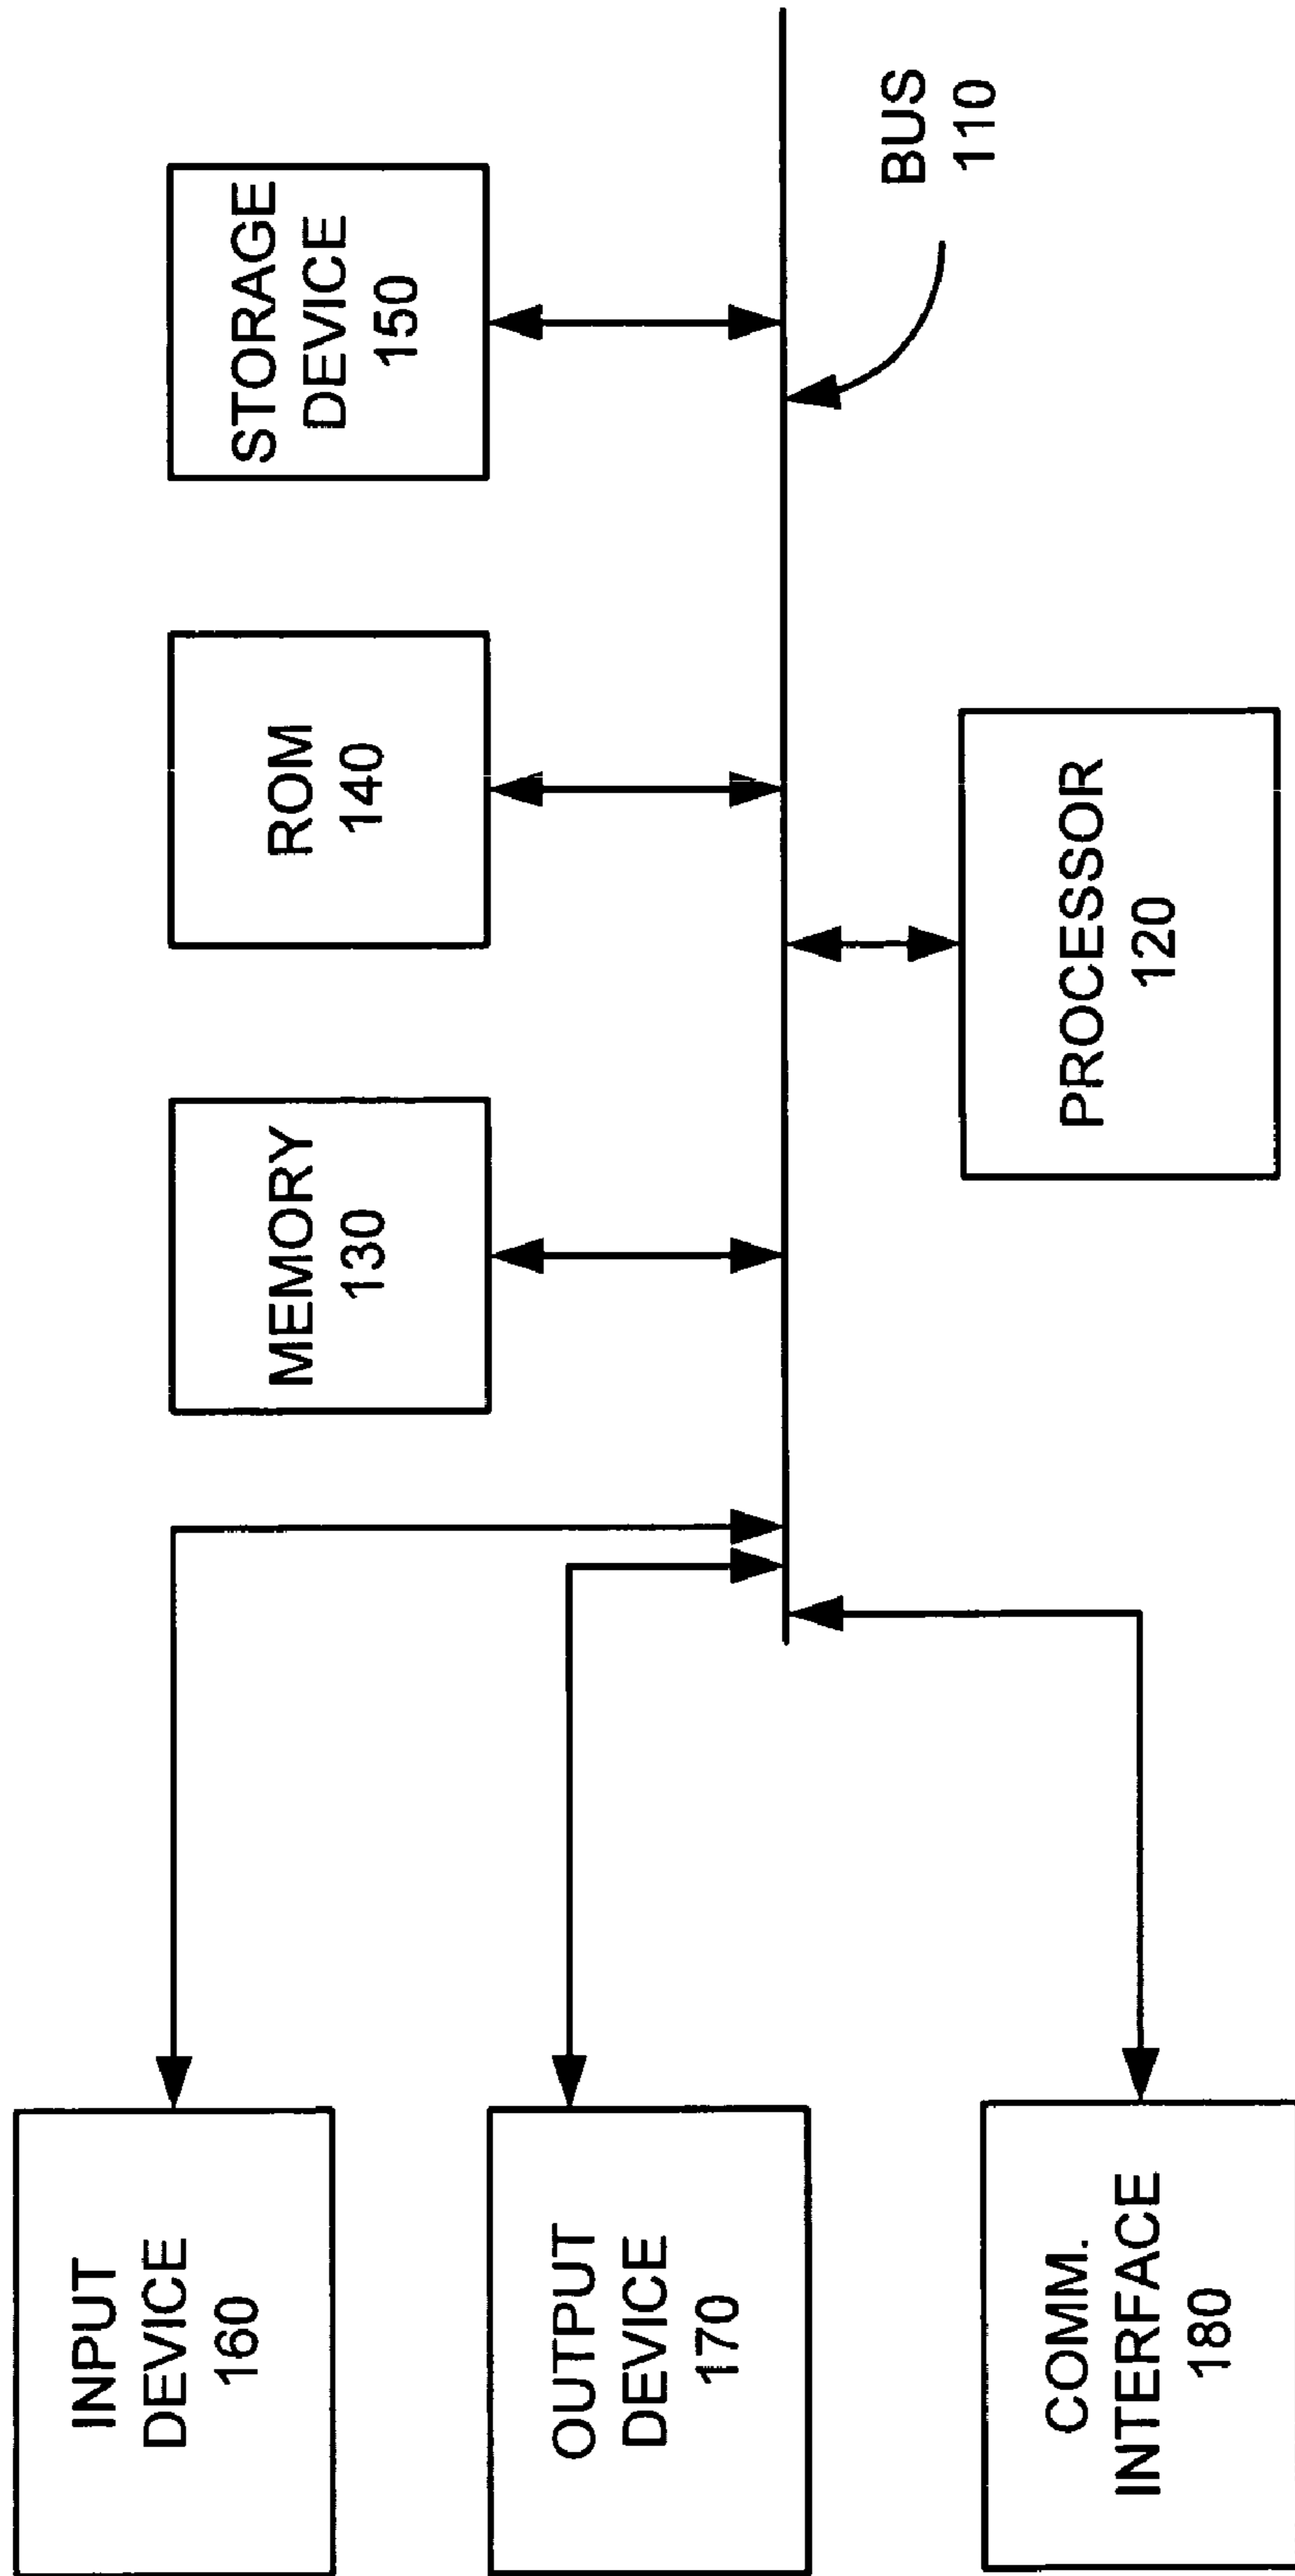 INPUT
DEVICE
160
MEMORY
130
ROM
140
STORAGE
DEVICE
150
OUTPUT
DEVICE
170
BUS
110
COMM.
INTERFACE
180
PROCESSOR
120